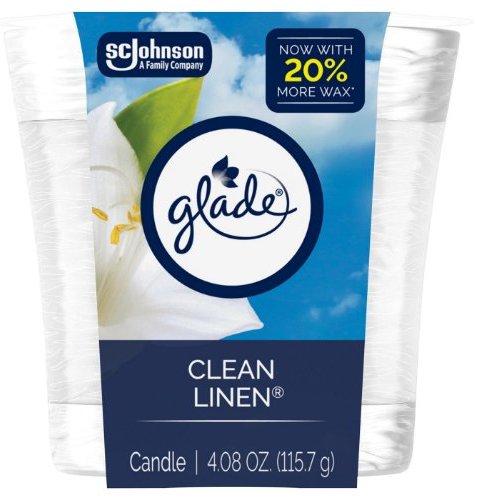 SC Johnson
A Family Company
NOW WITH
20%
MORE WAX*
glade®
CLEAN
LINEN®
Candle | 4.08 OZ. (115.7 g)